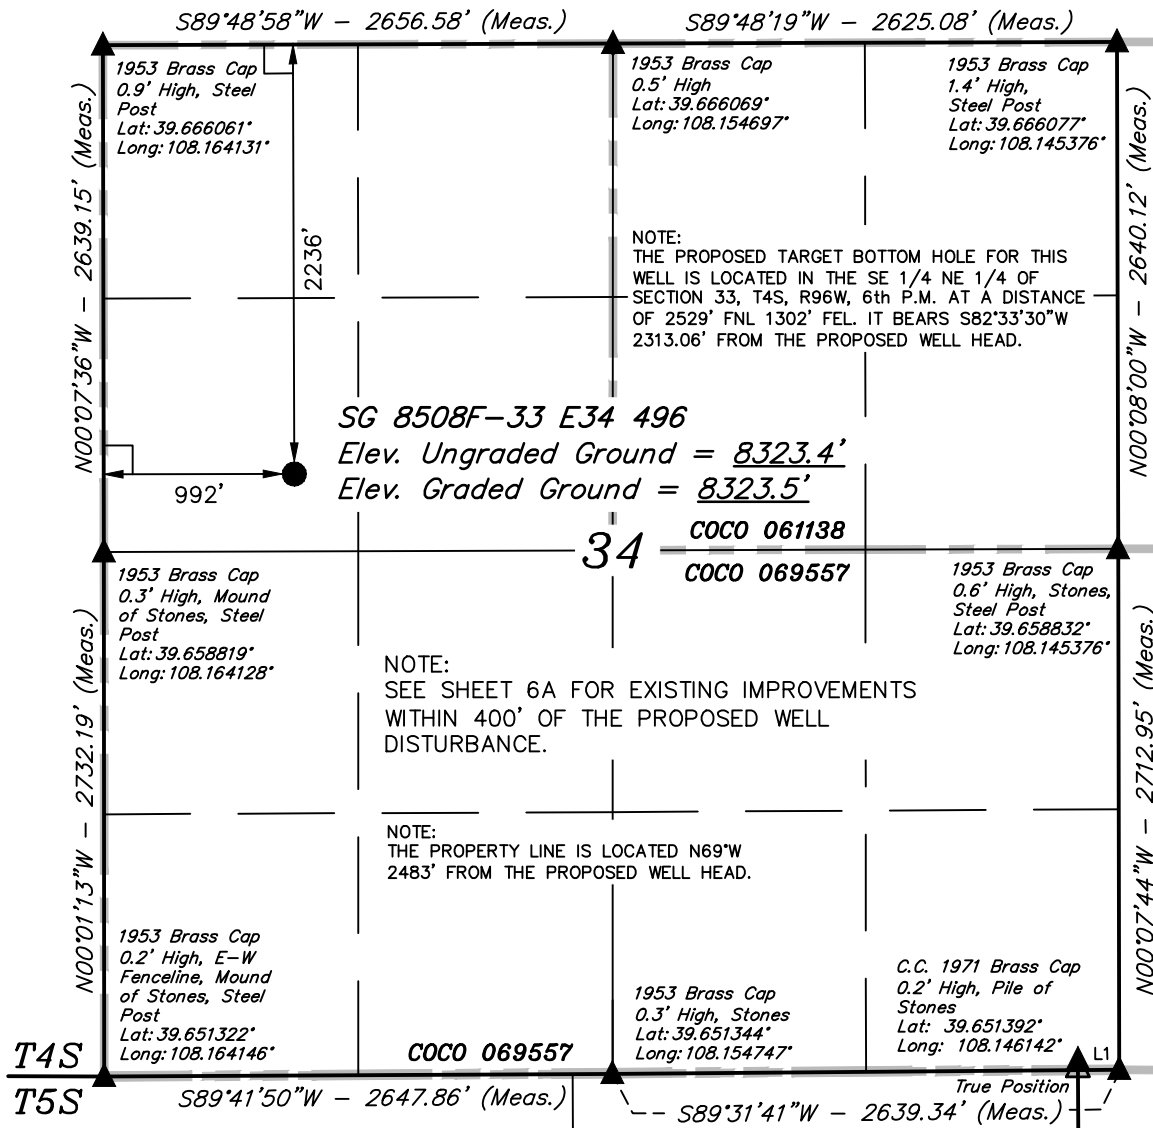 S89°48'58"W – 2656.58' (Meas.)
S89°48'19"W – 2625.08' (Meas.)
1953 Brass Cap
0.9' High, Steel
Post
Lat: 39.666061°
Long: 108.164131°
1953 Brass Cap
0.5' High
Lat: 39.666069°
Long: 108.154697°
1953 Brass Cap
1.4' High,
Steel Post
Lat: 39.666077°
Long: 108.145376°
N00°07'36"W – 2639.15' (Meas.)
2236'
N00°08'00"W – 2640.12' (Meas.)
NOTE:
THE PROPOSED TARGET BOTTOM HOLE FOR THIS
WELL IS LOCATED IN THE SE 1/4 NE 1/4 OF
SECTION 33, T4S, R96W, 6th P.M. AT A DISTANCE
OF 2529' FNL 1302' FEL. IT BEARS S82°33'30"W
2313.06' FROM THE PROPOSED WELL HEAD.
SG 8508F–33 E34 496
Elev. Ungraded Ground = 8323.4'
Elev. Graded Ground = 8323.5'
992'
34
COCO 061138
COCO 069557
1953 Brass Cap
0.3' High, Mound
of Stones, Steel
Post
Lat: 39.658819°
Long: 108.164128°
1953 Brass Cap
0.6' High, Stones,
Steel Post
Lat: 39.658832°
Long: 108.145376°
N00°01'13"W – 2732.19' (Meas.)
NOTE:
SEE SHEET 6A FOR EXISTING IMPROVEMENTS
WITHIN 400' OF THE PROPOSED WELL
DISTURBANCE.
N00°07'44"W – 2712.95' (Meas.)
NOTE:
THE PROPERTY LINE IS LOCATED N69°W
2483' FROM THE PROPOSED WELL HEAD.
1953 Brass Cap
0.2' High, E–W
Fenceline, Mound
of Stones, Steel
Post
Lat: 39.651322°
Long: 108.164146°
1953 Brass Cap
0.3' High, Stones
Lat: 39.651344°
Long: 108.154747°
C.C. 1971 Brass Cap
0.2' High, Pile of
Stones
Lat: 39.651392°
Long: 108.146142°
COCO 069557
L1
T4S
T5S
True Position
S89°41'50"W – 2647.86' (Meas.)
S89°31'41"W – 2639.34' (Meas.)